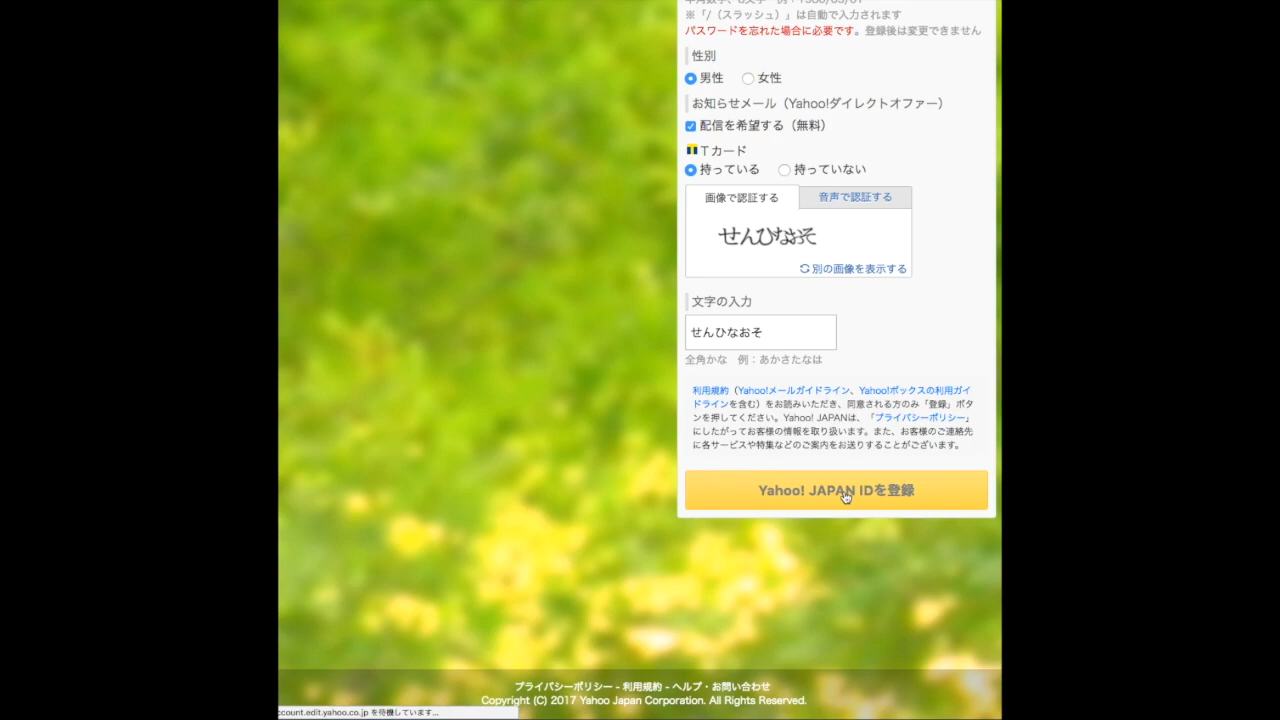 ※「/（スラッシュ）」は自動で入力されます
パスワードを忘れた場合に必要です。登録後は変更できません
性別
男性 女性
お知らせメール（Yahoo!ダイレクトオファー）
配信を希望する（無料）
Tカード
持っている 持っていない
画像で認証する 音声で認証する
せんひなおそ
別の画像を表示する
文字の入力
せんひなおそ
全角かな 例：あかさたなは
利用規約（Yahoo!メールガイドライン、Yahoo!ボックスの利用ガイ
ドラインを含む）をお読みいただき、同意される方のみ「登録」ボタ
ンを押してください。Yahoo! JAPANは、「プライバシーポリシー」
にしたがってお客様の情報を取り扱います。また、お客様のご連絡先
に各サービスや特集などのご案内をお送りすることがございます。
Yahoo! JAPAN IDを登録
プライバシーポリシー - 利用規約 - ヘルプ・お問い合わせ
Copyright (C) 2017 Yahoo Japan Corporation. All Rights Reserved.
ccount.edit.yahoo.co.jp を待機しています...